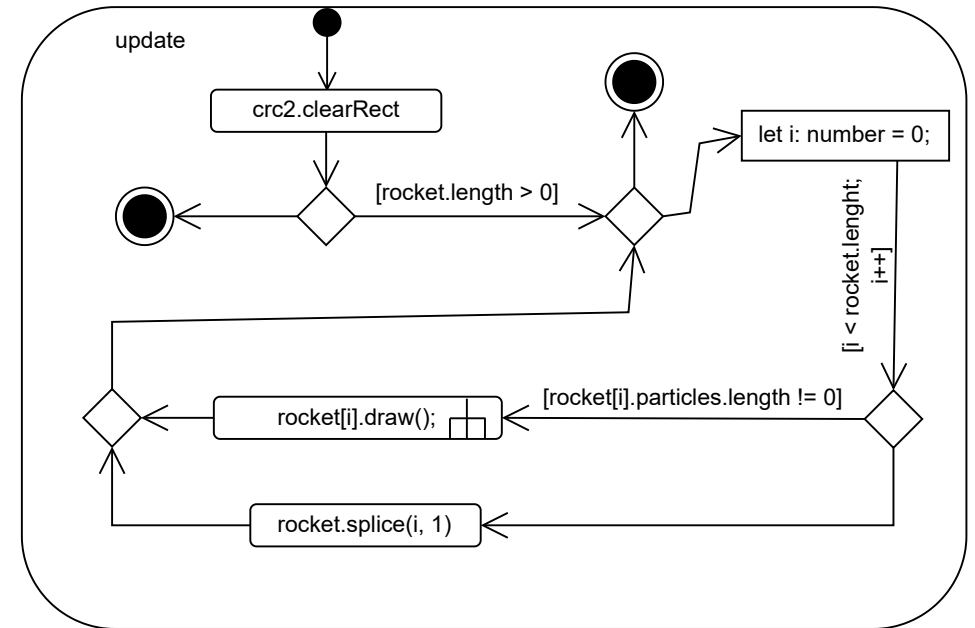 update
crc2.clearRect
[rocket.length > 0]
let i: number = 0;
[i < rocket.lenght;
i++]
[rocket[i].particles.length != 0]
rocket[i].draw();
rocket.splice(i, 1)